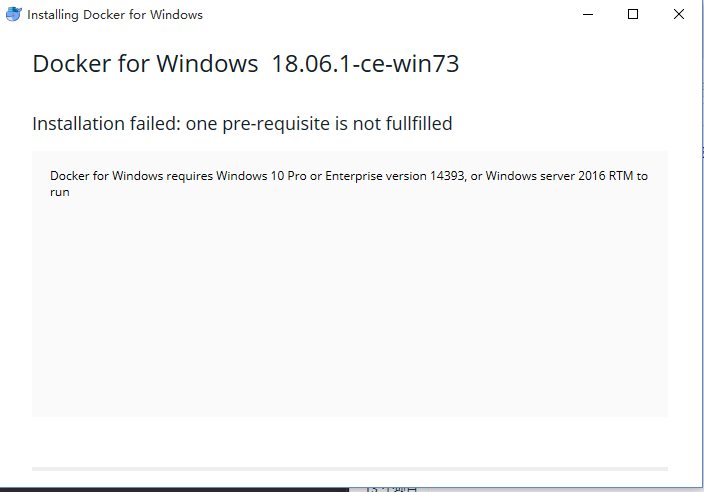 Installing Docker for Windows
Docker for Windows 18.06.1-ce-win73
Installation failed: one pre-requisite is not fullfilled
Docker for Windows requires Windows 10 Pro or Enterprise version 14393, or Windows server 2016 RTM to
run